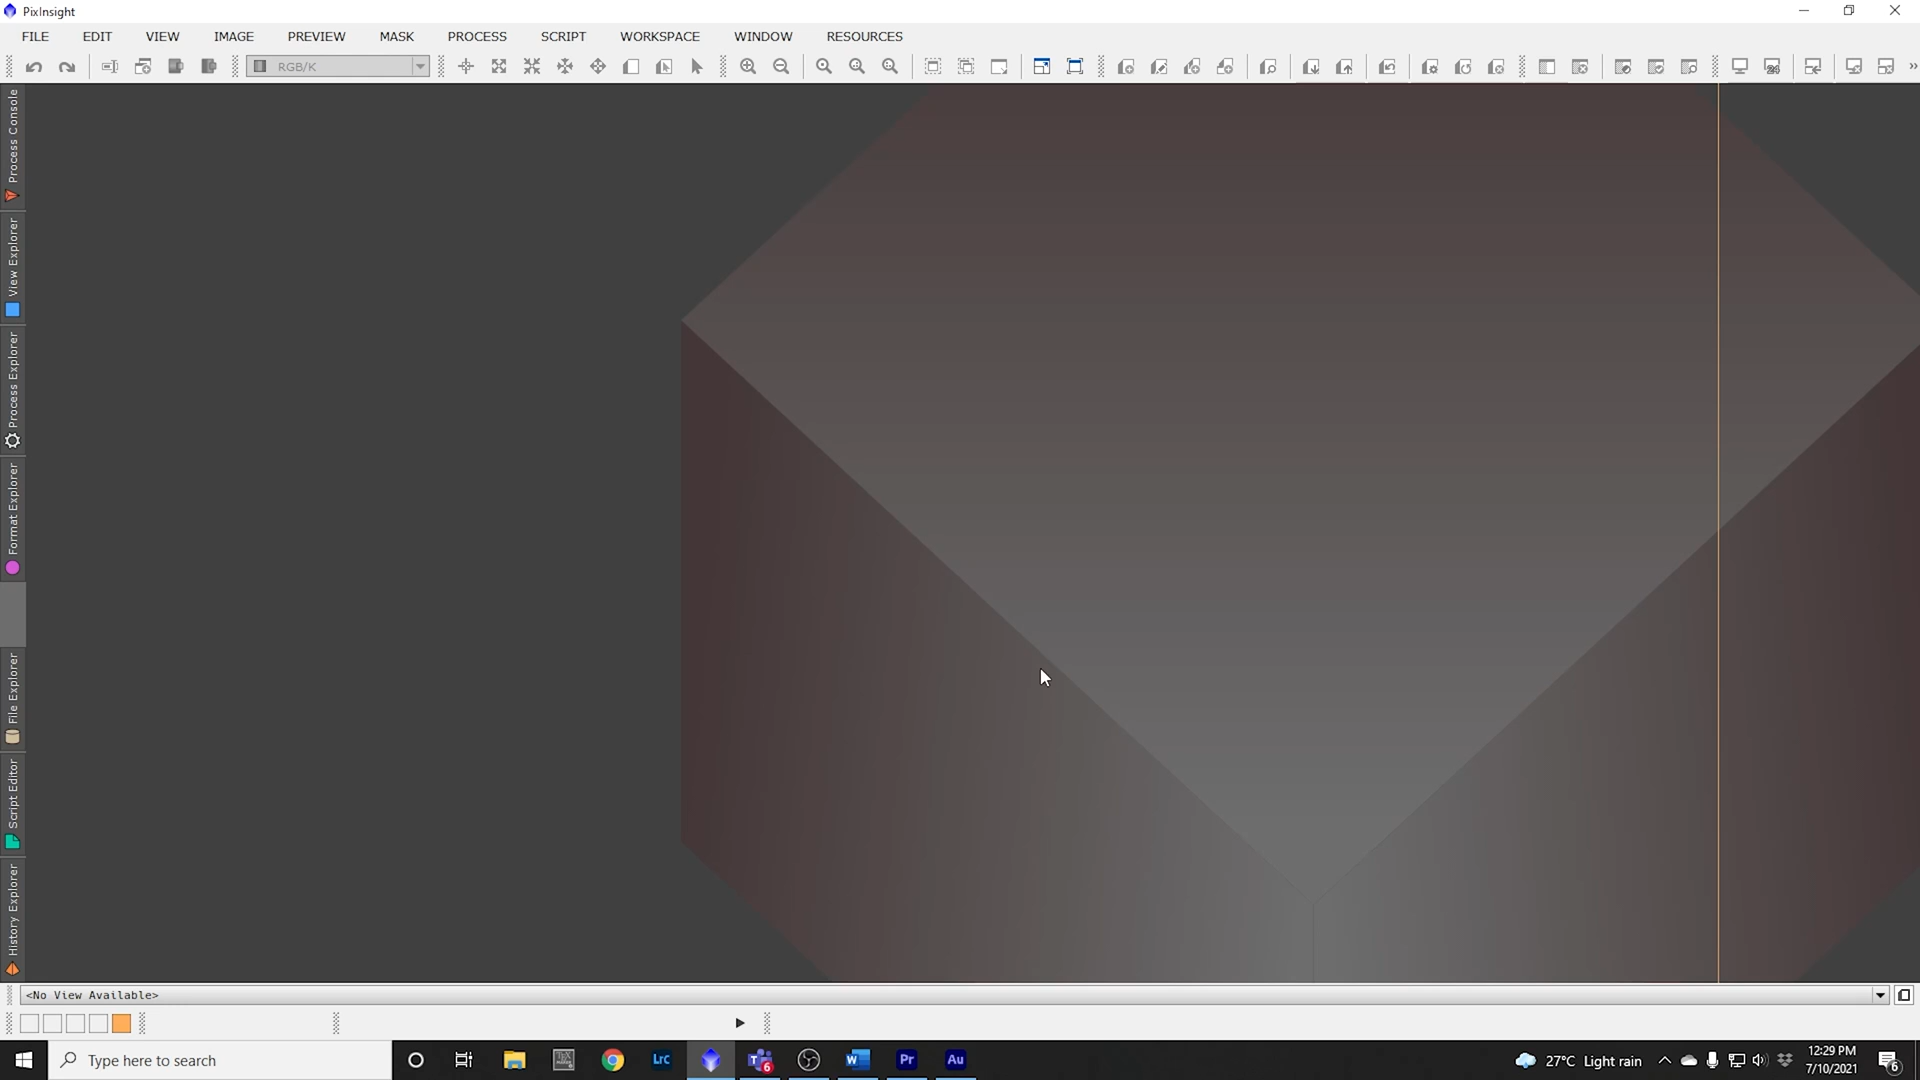 PixInsight
FILE EDIT VIEW IMAGE PREVIEW MASK PROCESS SCRIPT WORKSPACE WINDOW RESOURCES
RGB/K
Process Console
View Explorer
Process Explorer
Format Explorer
File Explorer
Script Editor
History Explorer
<No View Available>
Type here to search
Lrc
6
Pr
Au
27°C Light rain
12:29 PM
7/10/2021
6